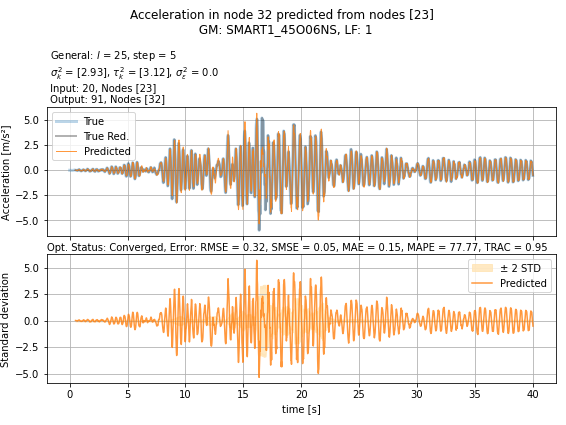 Acceleration in node 32 predicted from nodes [23]
GM: SMART1_45O06NS, LF: 1
General: l = 25, step = 5
σ²ₖ = [2.93], τ²ₖ = [3.12], σ²ε = 0.0
Input: 20, Nodes [23]
Output: 91, Nodes [32]
Acceleration [m/s²]
5.0
2.5
0.0
−2.5
−5.0
True
True Red.
Predicted
Opt. Status: Converged, Error: RMSE = 0.32, SMSE = 0.05, MAE = 0.15, MAPE = 77.77, TRAC = 0.95
Standard deviation
5.0
2.5
0.0
−2.5
−5.0
± 2 STD
Predicted
0 5 10 15 20 25 30 35 40
time [s]